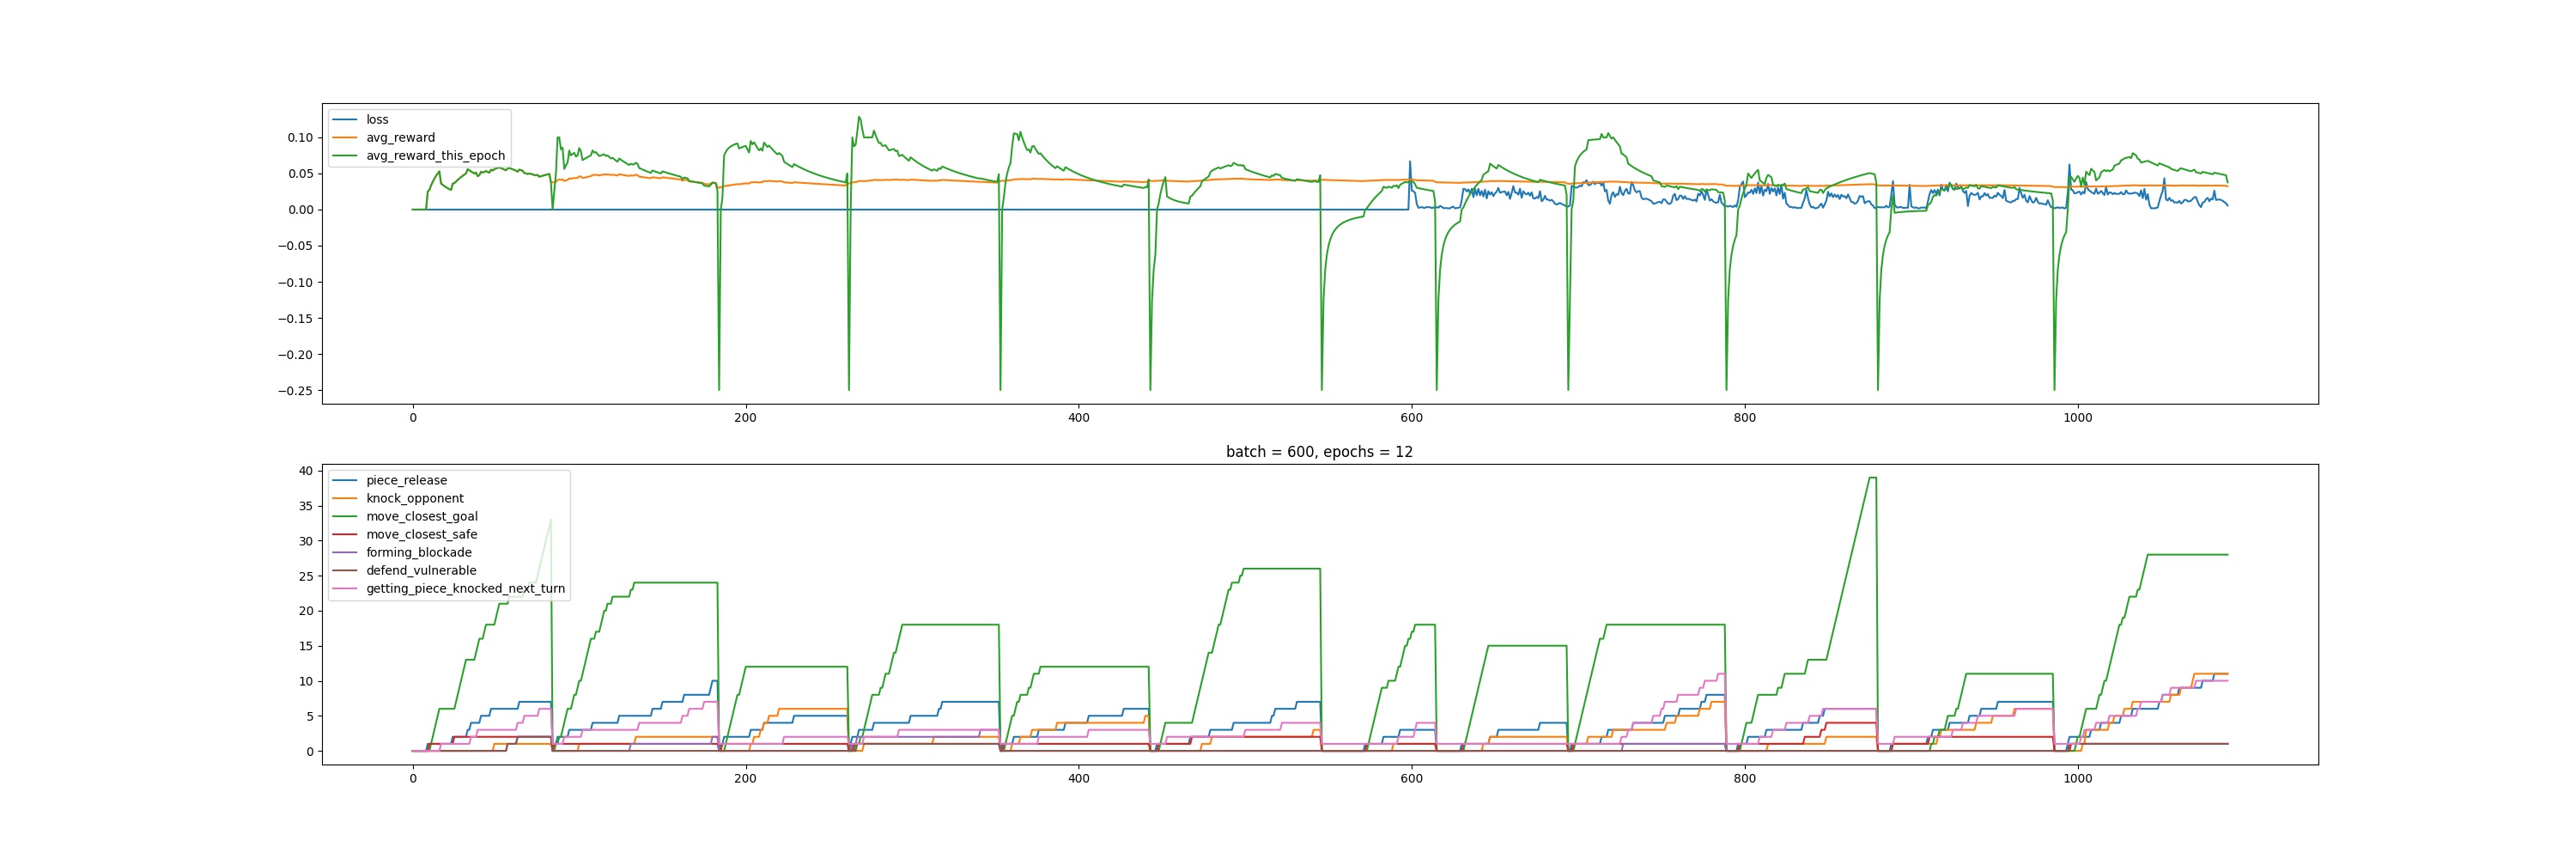 loss
avg_reward
avg_reward_this_epoch
0.10
0.05
0.00
−0.05
−0.10
−0.15
−0.20
−0.25
0 200 400 600 800 1000
batch = 600, epochs = 12
piece_release
knock_opponent
move_closest_goal
move_closest_safe
forming_blockade
defend_vulnerable
getting_piece_knocked_next_turn
40
35
30
25
20
15
10
5
0
0 200 400 600 800 1000